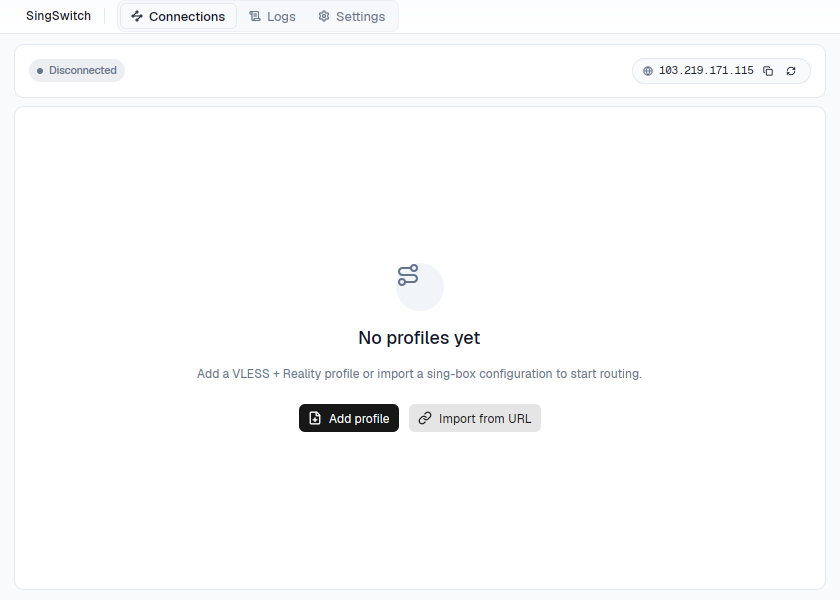 SingSwitch
Connections
Logs
Settings
Disconnected
103.219.171.115
No profiles yet
Add a VLESS + Reality profile or import a sing-box configuration to start routing.
Add profile
Import from URL